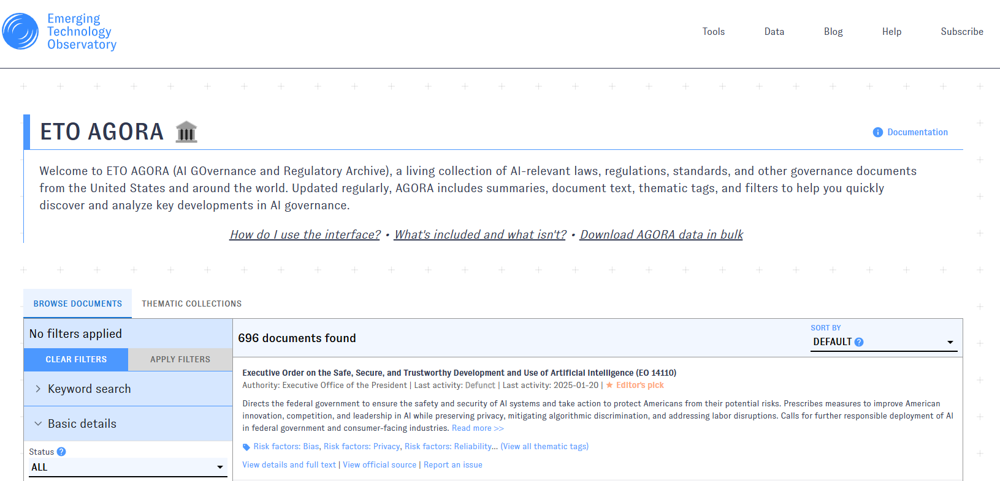 Emerging
Technology
Observatory
Tools
Data
Blog
Help
Subscribe
ETO AGORA
Documentation
Welcome to ETO AGORA (AI GOvernance and Regulatory Archive), a living collection of AI-relevant laws, regulations, standards, and other governance documents
from the United States and around the world. Updated regularly, AGORA includes summaries, document text, thematic tags, and filters to help you quickly
discover and analyze key developments in AI governance.
How do I use the interface? • What's included and what isn't? • Download AGORA data in bulk
BROWSE DOCUMENTS
THEMATIC COLLECTIONS
No filters applied
CLEAR FILTERS
APPLY FILTERS
Keyword search
Basic details
Status
ALL
696 documents found
SORT BY
DEFAULT
Executive Order on the Safe, Secure, and Trustworthy Development and Use of Artificial Intelligence (EO 14110)
Authority: Executive Office of the President | Last activity: Defunct | Last activity: 2025-01-20 | Editor's pick
Directs the federal government to ensure the safety and security of AI systems and take action to protect Americans from their potential risks. Prescribes measures to improve American
innovation, competition, and leadership in AI while preserving privacy, mitigating algorithmic discrimination, and addressing labor disruptions. Calls for further responsible deployment of AI
in federal government and consumer-facing industries. Read more >>
Risk factors: Bias, Risk factors: Privacy, Risk factors: Reliability... (View all thematic tags)
View details and full text | View official source | Report an issue